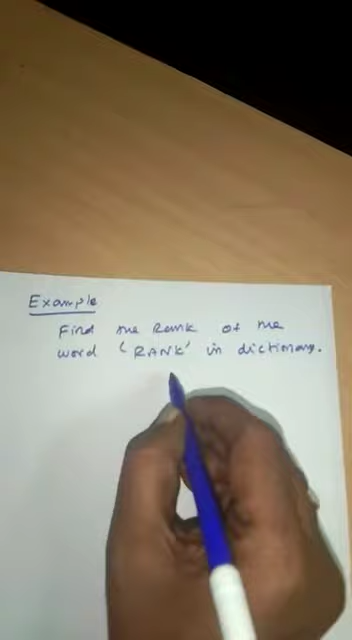 Example
Find the Rank of the
word 'RANK' in dictionary.